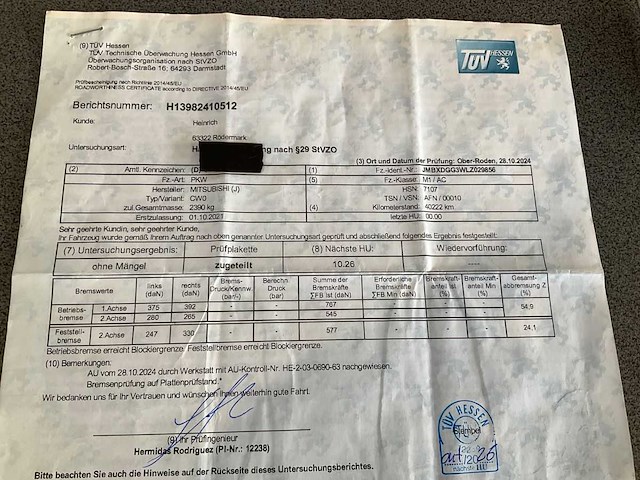 (9) TÜV Hessen
TÜV Technische Überwachung Hessen GmbH
Überwachungsorganisation nach StVZO
Robert-Bosch-Straße 16; 64293 Darmstadt
TÜV HESSEN
Prüfbescheinigung nach Richtlinie 2014/45/EU
ROADWORTHINESS CERTIFICATE according to DIRECTIVE 2014/45/EU
Berichtsnummer: H13982410512
Kunde: Heinrich
63322 Rödermark
Untersuchungsart: nach §29 StVZO
(3) Ort und Datum der Prüfung: Ober-Roden, 28.10.2024
(2) Amtl. Kennzeichen: (D) (1) Fz.-Ident.-Nr.: JMBXDGG3WLZ029856
Fz.-Art: PKW (5) Fz.-Klasse: M1 / AC
Hersteller: MITSUBISHI (J) HSN: 7107
Typ/Variant: CW0 TSN / VSN: AFN / 00010
zul.Gesamtmasse: 2390 kg (4) Kilometerstand: 40222 km
Erstzulassung: 01.10.2021 letzte HU: 00.00
Sehr geehrte Kundin, sehr geehrter Kunde,
Ihr Fahrzeug wurde gemäß Ihrem Auftrag nach oben genannter Untersuchungsart geprüft und abschließend folgendes Ergebnis festgestellt:
(7) Untersuchungsergebnis: Prüfplakette (8) Nächste HU: Wiedervorführung:
ohne Mängel zugeteilt 10.26 -----
Bremswerte links (daN) rechts (daN) Brems-Druck/Kennw. (bar/-) Berechn. Druck (bar) Summe der Bremskräfte ∑FB Ist (daN) Erforderliche Bremskräfte ∑FB Min (daN) Bremskraft-anteil Ist (%) Bremskraft-anteil Min (%) Gesamt-abbremsung Z (%)
Betriebs-bremse 1.Achse 375 392 - - 767 - - - 54.9
2.Achse 280 265 - - 545 - - -
Feststell-bremse 2.Achse 247 330 577 24.1
Betriebsbremse erreicht Blockiergrenze. Feststellbremse erreicht Blockiergrenze.
(10) Bemerkungen:
AU vom 28.10.2024 durch Werkstatt mit AU-Kontroll-Nr. HE-2-03-0690-63 nachgewiesen.
Bremsenprüfung auf Plattenprüfstand.*
Wir bedanken uns für Ihr Vertrauen und wünschen Ihnen weiterhin gute Fahrt.
(9) Ihr Prüfingenieur
Hermidas Rodriguez (PI-Nr.: 12238)
TÜV HESSEN
Stempel
Bitte beachten Sie auch die Hinweise auf der Rückseite dieses Untersuchungsberichtes.